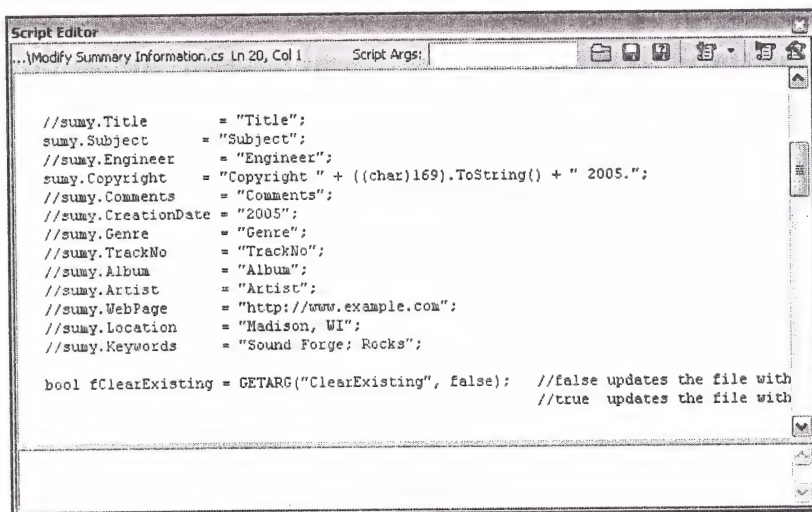 Script Editor
...\Modify Summary Information.cs Ln 20, Col 1 Script Args:
//sumy.Title = "Title";
sumy.Subject = "Subject";
//sumy.Engineer = "Engineer";
sumy.Copyright = "Copyright " + ((char)169).ToString() + " 2005.";
//sumy.Comments = "Comments";
//sumy.CreationDate = "2005";
//sumy.Genre = "Genre";
//sumy.TrackNo = "TrackNo";
//sumy.Album = "Album";
//sumy.Artist = "Artist";
//sumy.WebPage = "http://www.example.com";
//sumy.Location = "Madison, WI";
//sumy.Keywords = "Sound Forge; Rocks";
bool fClearExisting = GETARG("ClearExisting", false); //false updates the file with
//true updates the file with